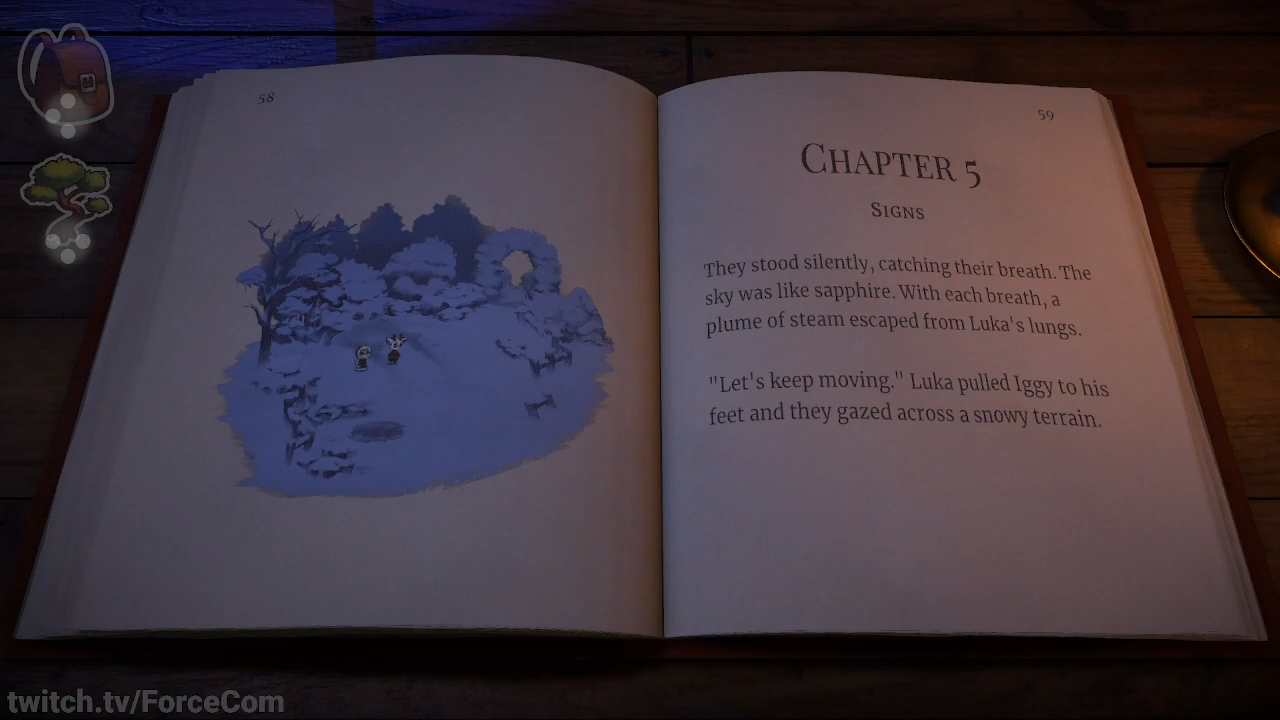 58
59
Chapter 5
Signs
They stood silently, catching their breath. The
sky was like sapphire. With each breath, a
plume of steam escaped from Luka's lungs.
"Let's keep moving." Luka pulled Iggy to his
feet and they gazed across a snowy terrain.
twitch.tv/ForceCom